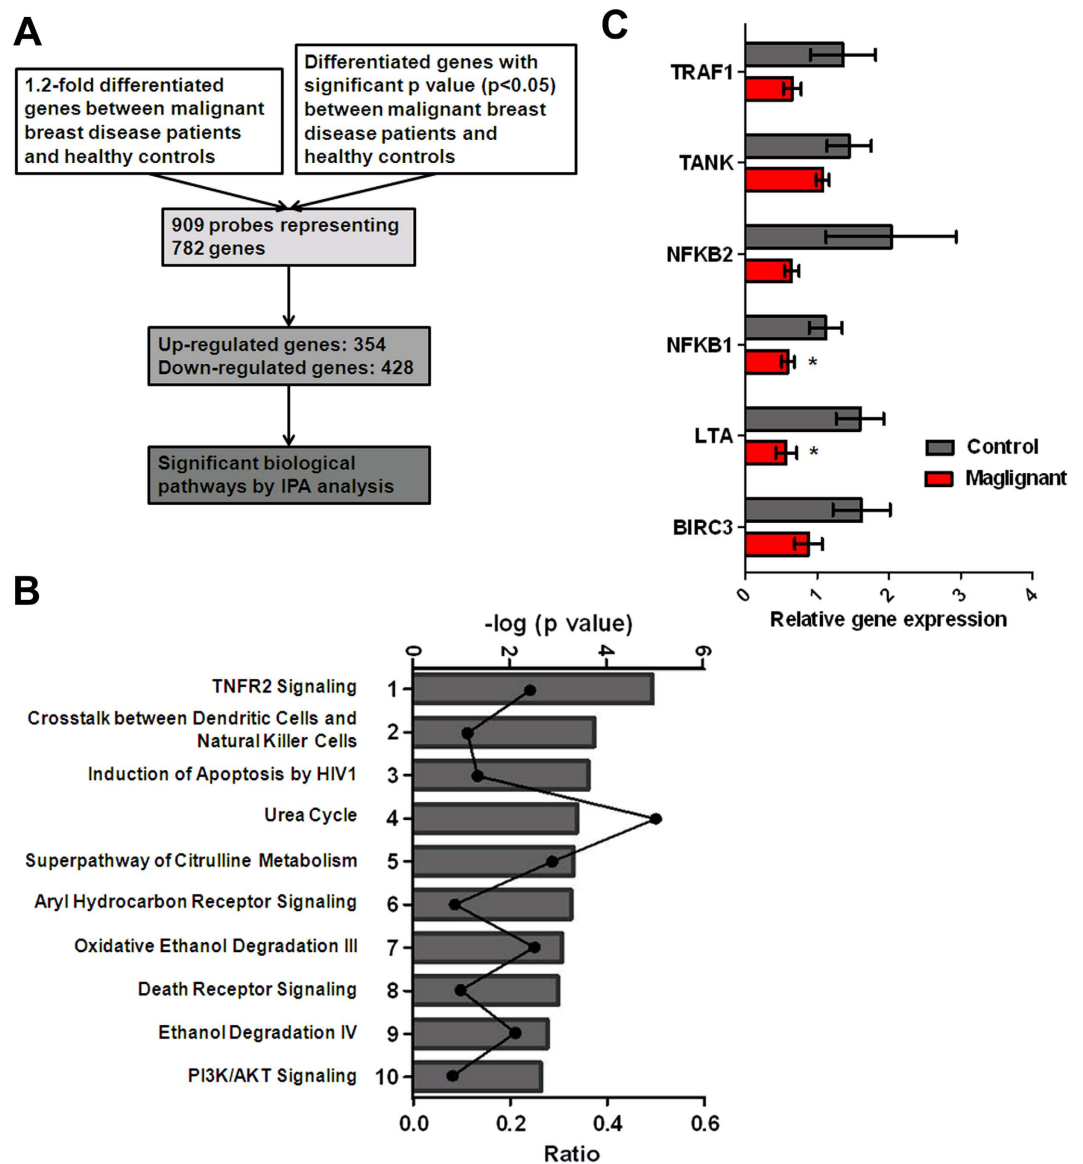 A
1.2-fold differentiated
genes between malignant
breast disease patients
and healthy controls
Differentiated genes with
significant p value (p<0.05)
between malignant breast
disease patients and
healthy controls
909 probes representing
782 genes
Up-regulated genes: 354
Down-regulated genes: 428
Significant biological
pathways by IPA analysis
C
TRAF1
TANK
NFKB2
NFKB1
*
LTA
*
BIRC3
Control
Maglignant
0 1 2 3 4
Relative gene expression
B
-log (p value)
0 2 4 6
TNFR2 Signaling 1
Crosstalk between Dendritic Cells and
Natural Killer Cells 2
Induction of Apoptosis by HIV1 3
Urea Cycle 4
Superpathway of Citrulline Metabolism 5
Aryl Hydrocarbon Receptor Signaling 6
Oxidative Ethanol Degradation III 7
Death Receptor Signaling 8
Ethanol Degradation IV 9
PI3K/AKT Signaling 10
0.0 0.2 0.4 0.6
Ratio